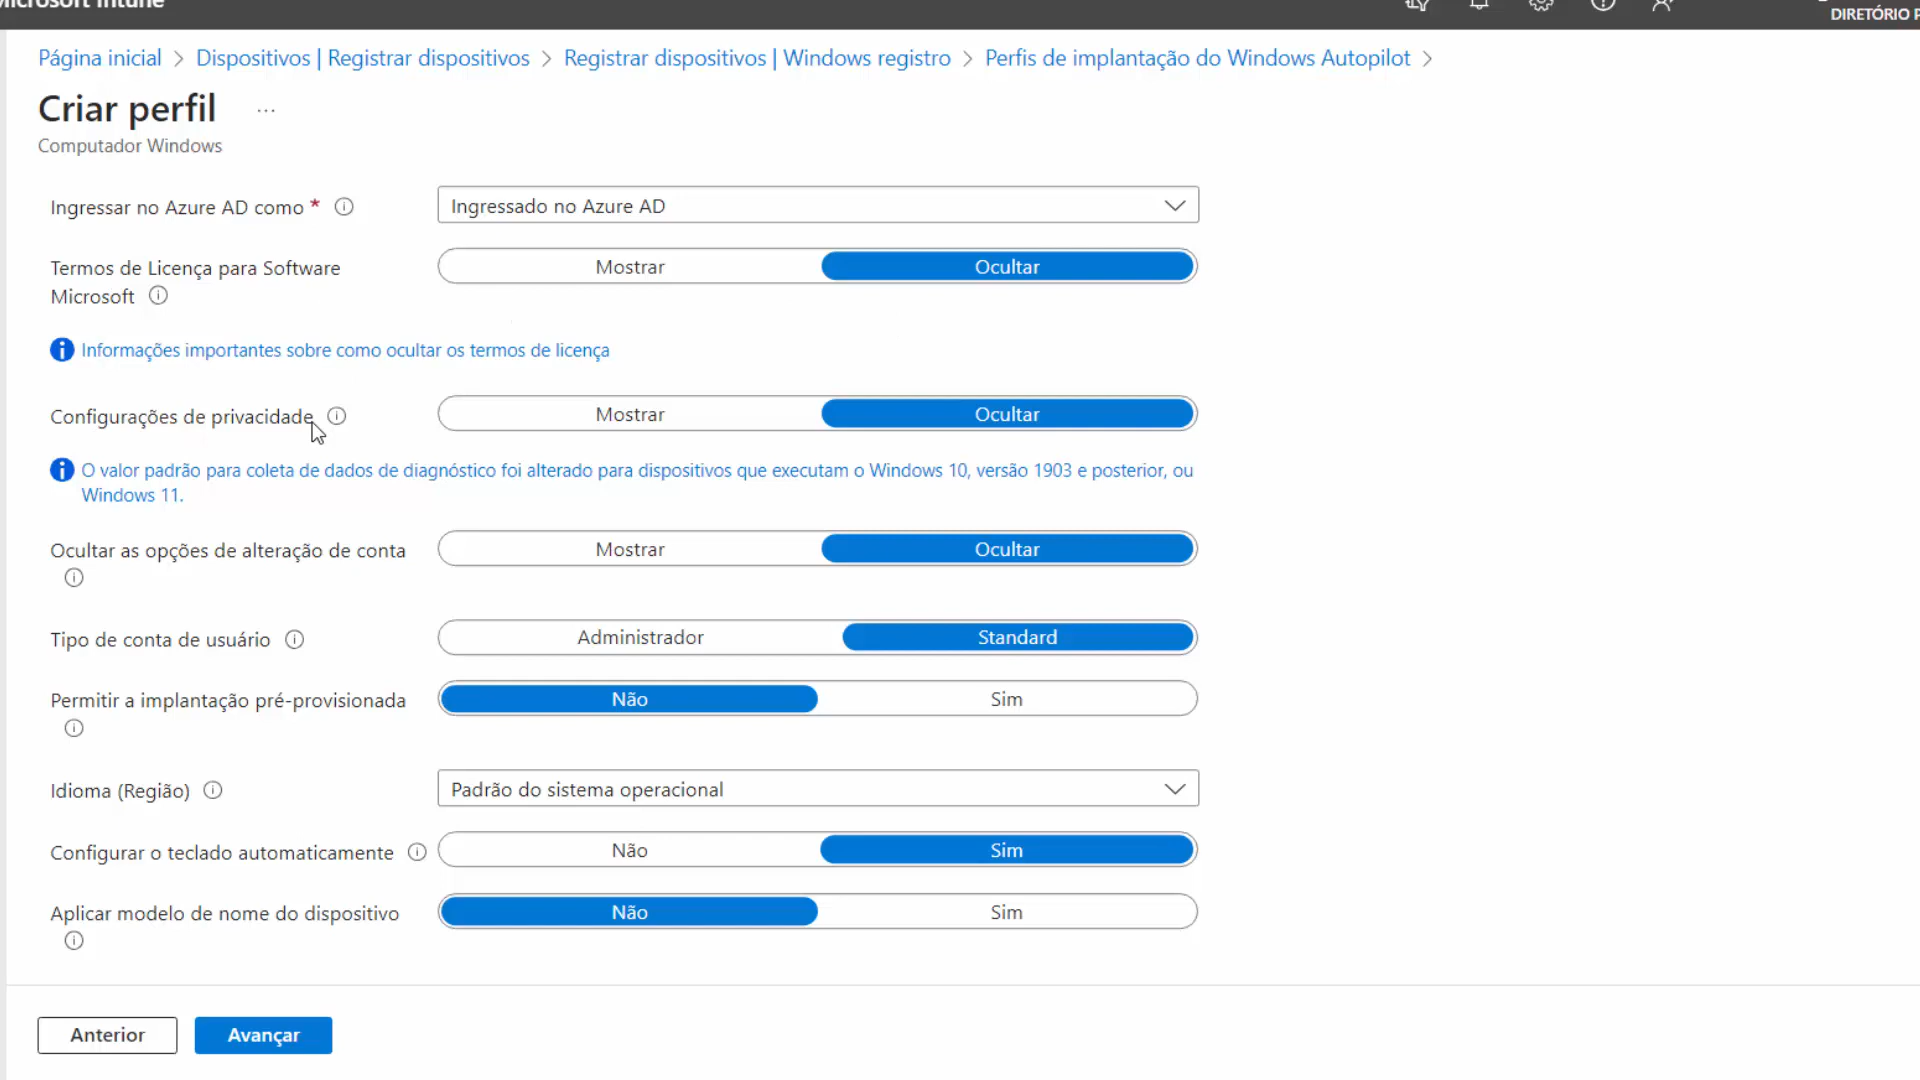 Microsoft Intune
DIRETÓRIO P
Página inicial > Dispositivos | Registrar dispositivos > Registrar dispositivos | Windows registro > Perfis de implantação do Windows Autopilot >
Criar perfil ...
Computador Windows
Ingressar no Azure AD como * Ingressado no Azure AD
Termos de Licença para Software Mostrar Ocultar
Microsoft
Informações importantes sobre como ocultar os termos de licença
Configurações de privacidade Mostrar Ocultar
O valor padrão para coleta de dados de diagnóstico foi alterado para dispositivos que executam o Windows 10, versão 1903 e posterior, ou
Windows 11.
Ocultar as opções de alteração de conta Mostrar Ocultar
Tipo de conta de usuário Administrador Standard
Permitir a implantação pré-provisionada Não Sim
Idioma (Região) Padrão do sistema operacional
Configurar o teclado automaticamente Não Sim
Aplicar modelo de nome do dispositivo Não Sim
Anterior Avançar